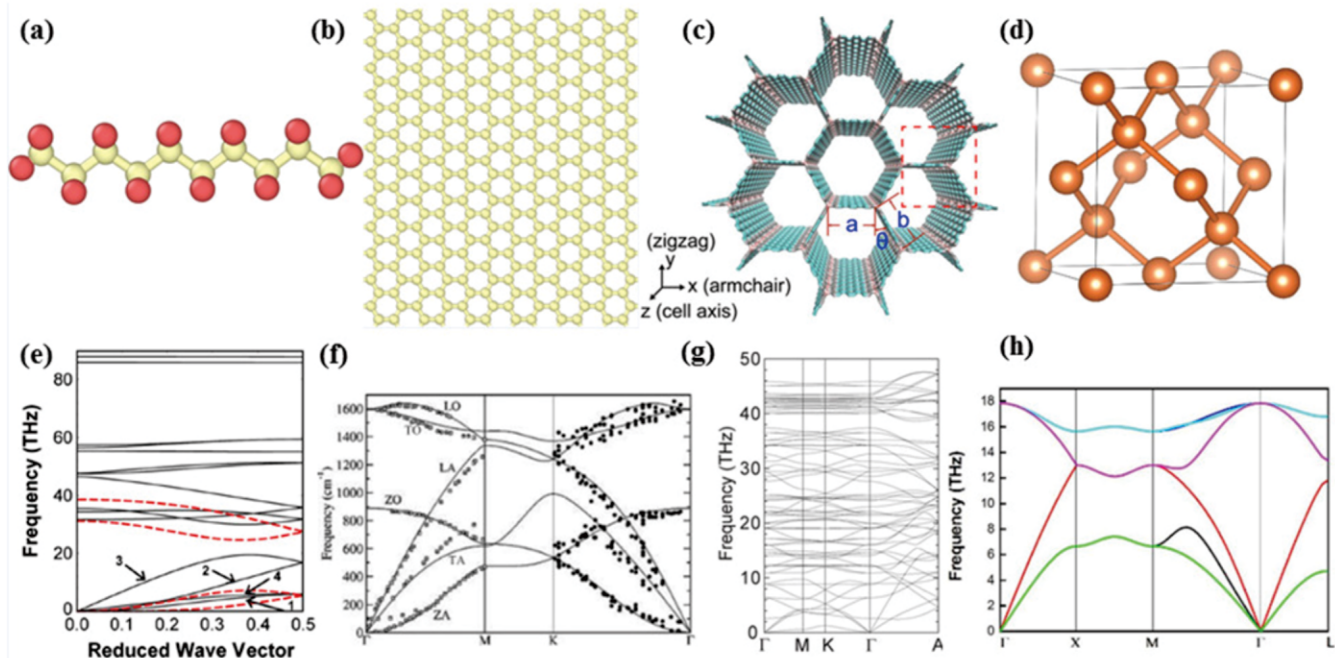 (a)
(b)
(c)
(d)
a
b
θ
(zigzag)
y
x (armchair)
z (cell axis)
(e)
Frequency (THz)
80
60
40
20
0
3
2
4
1
0.0 0.1 0.2 0.3 0.4 0.5
Reduced Wave Vector
(f)
Frequency (cm⁻¹)
1600
1400
1200
1000
800
600
400
200
0
LO
TO
LA
ZO
TA
ZA
Γ M K Γ
(g)
Frequency (THz)
50
40
30
20
10
0
Γ M K Γ A
(h)
Frequency (THz)
18
16
14
12
10
8
6
4
2
0
Γ X M Γ L